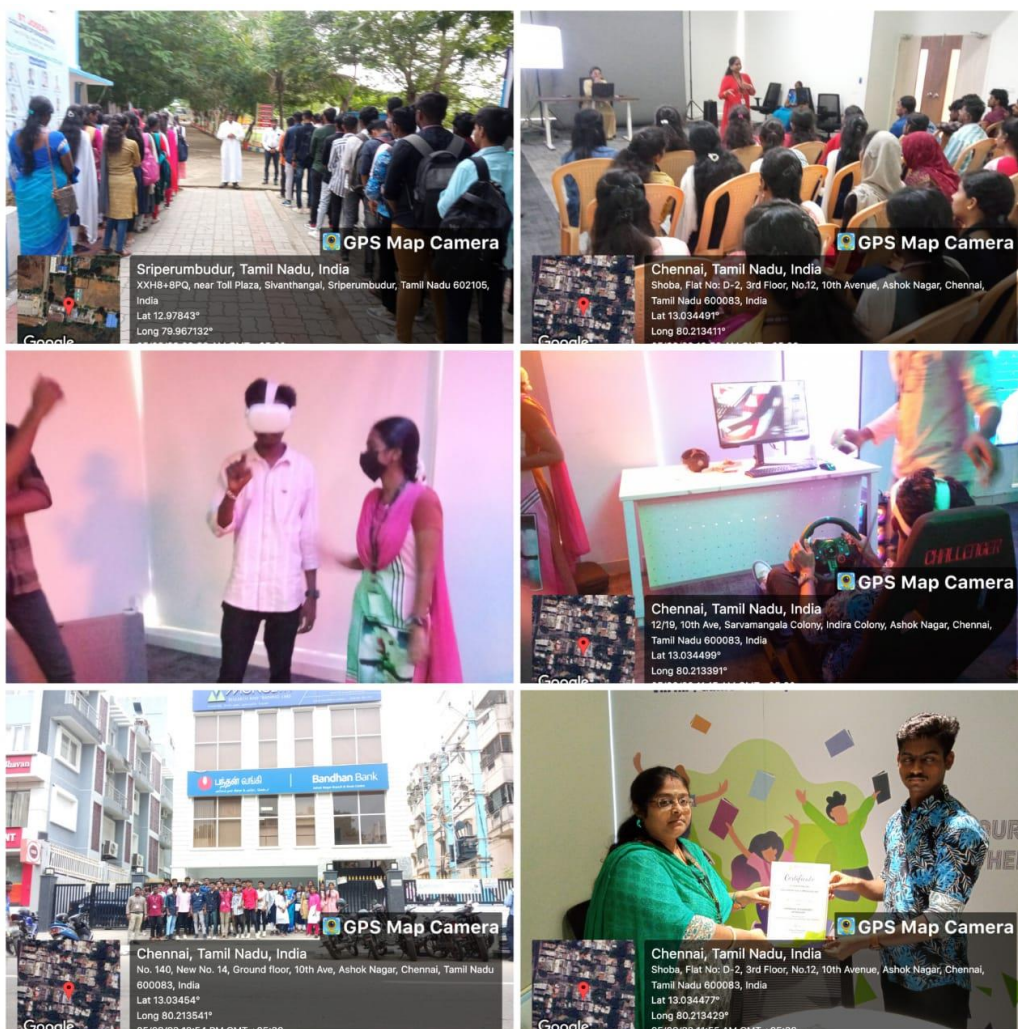 ST. JOSEPH
GPS Map Camera
Sriperumbudur, Tamil Nadu, India
XXH8+8PQ, near Toll Plaza, Sivanthangal, Sriperumbudur, Tamil Nadu 602105,
India
Lat 12.97843°
Long 79.967132°
Google
GPS Map Camera
Chennai, Tamil Nadu, India
Shoba, Flat No: D-2, 3rd Floor, No.12, 10th Avenue, Ashok Nagar, Chennai,
Tamil Nadu 600083, India
Lat 13.034491°
Long 80.213411°
Google
CHALLENGER
GPS Map Camera
Chennai, Tamil Nadu, India
12/19, 10th Ave, Sarvamangala Colony, Indira Colony, Ashok Nagar, Chennai,
Tamil Nadu 600083, India
Lat 13.034499°
Long 80.213391°
Google
Bhavan
பந்தன் வங்கி
Bandhan Bank
GPS Map Camera
Chennai, Tamil Nadu, India
No. 140, New No. 14, Ground floor, 10th Ave, Ashok Nagar, Chennai, Tamil Nadu
600083, India
Lat 13.03454°
Long 80.213541°
Google
Certificate
GPS Map Camera
Chennai, Tamil Nadu, India
Shoba, Flat No: D-2, 3rd Floor, No.12, 10th Avenue, Ashok Nagar, Chennai,
Tamil Nadu 600083, India
Lat 13.034477°
Long 80.213429°
Google